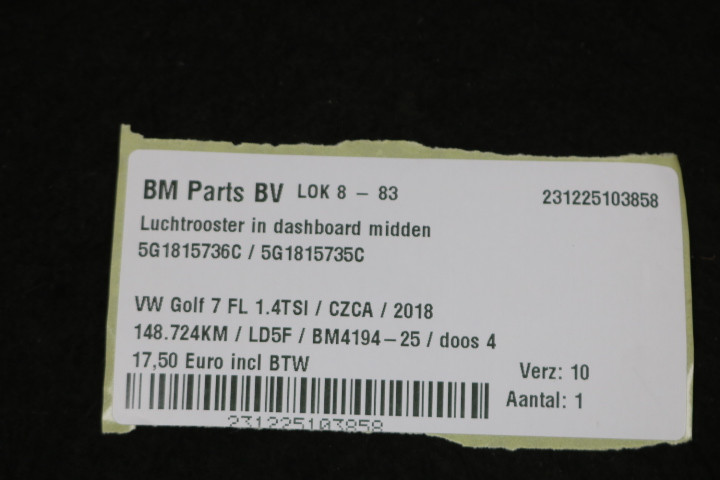 BM Parts BV LOK 8 – 83 231225103858
Luchtrooster in dashboard midden
5G1815736C / 5G1815735C
VW Golf 7 FL 1.4TSI / CZCA / 2018
148.724KM / LD5F / BM4194–25 / doos 4
17,50 Euro incl BTW
Verz: 10
Aantal: 1
231225103858